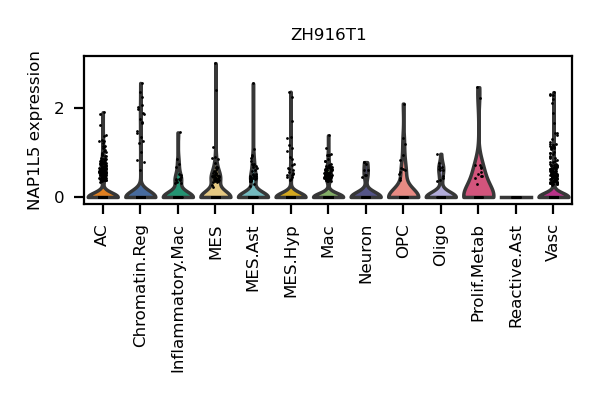 ZH916T1
NAP1L5 expression
2
0
AC
Chromatin.Reg
Inflammatory.Mac
MES
MES.Ast
MES.Hyp
Mac
Neuron
OPC
Oligo
Prolif.Metab
Reactive.Ast
Vasc